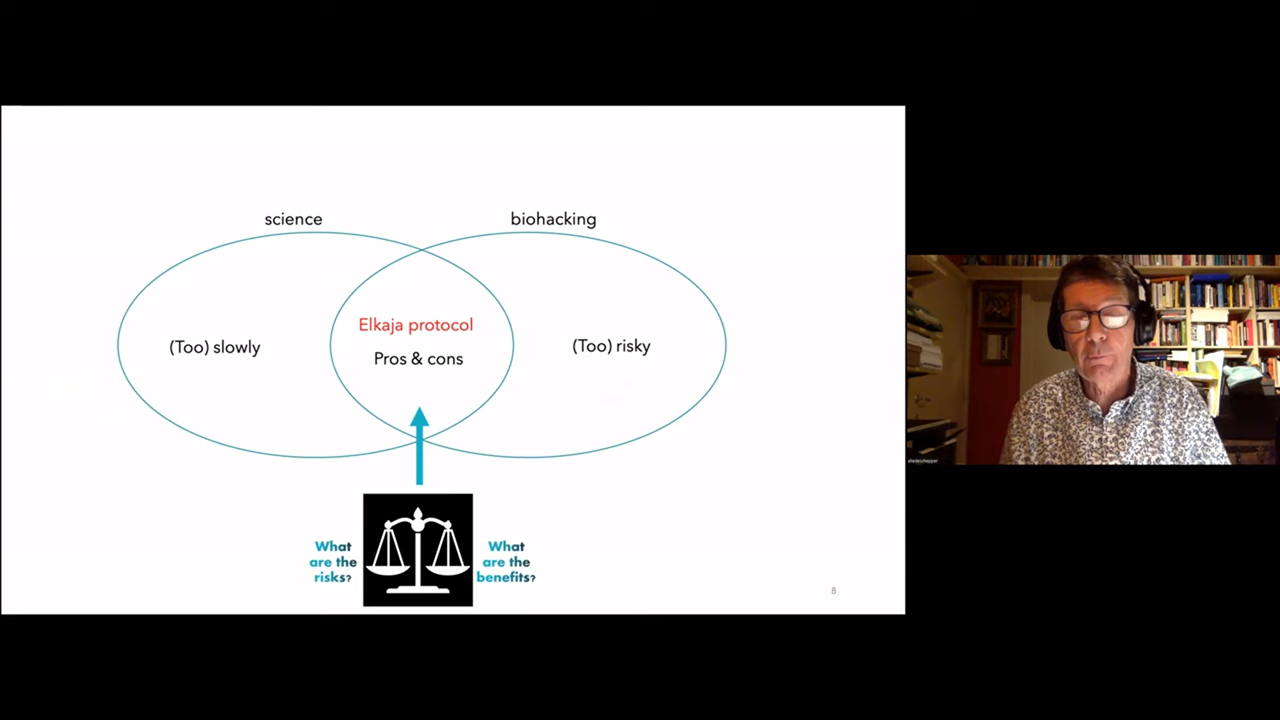 science
biohacking
(Too) slowly
Elkaja protocol
Pros & cons
(Too) risky
What
are the
risks?
What
are the
benefits?
8